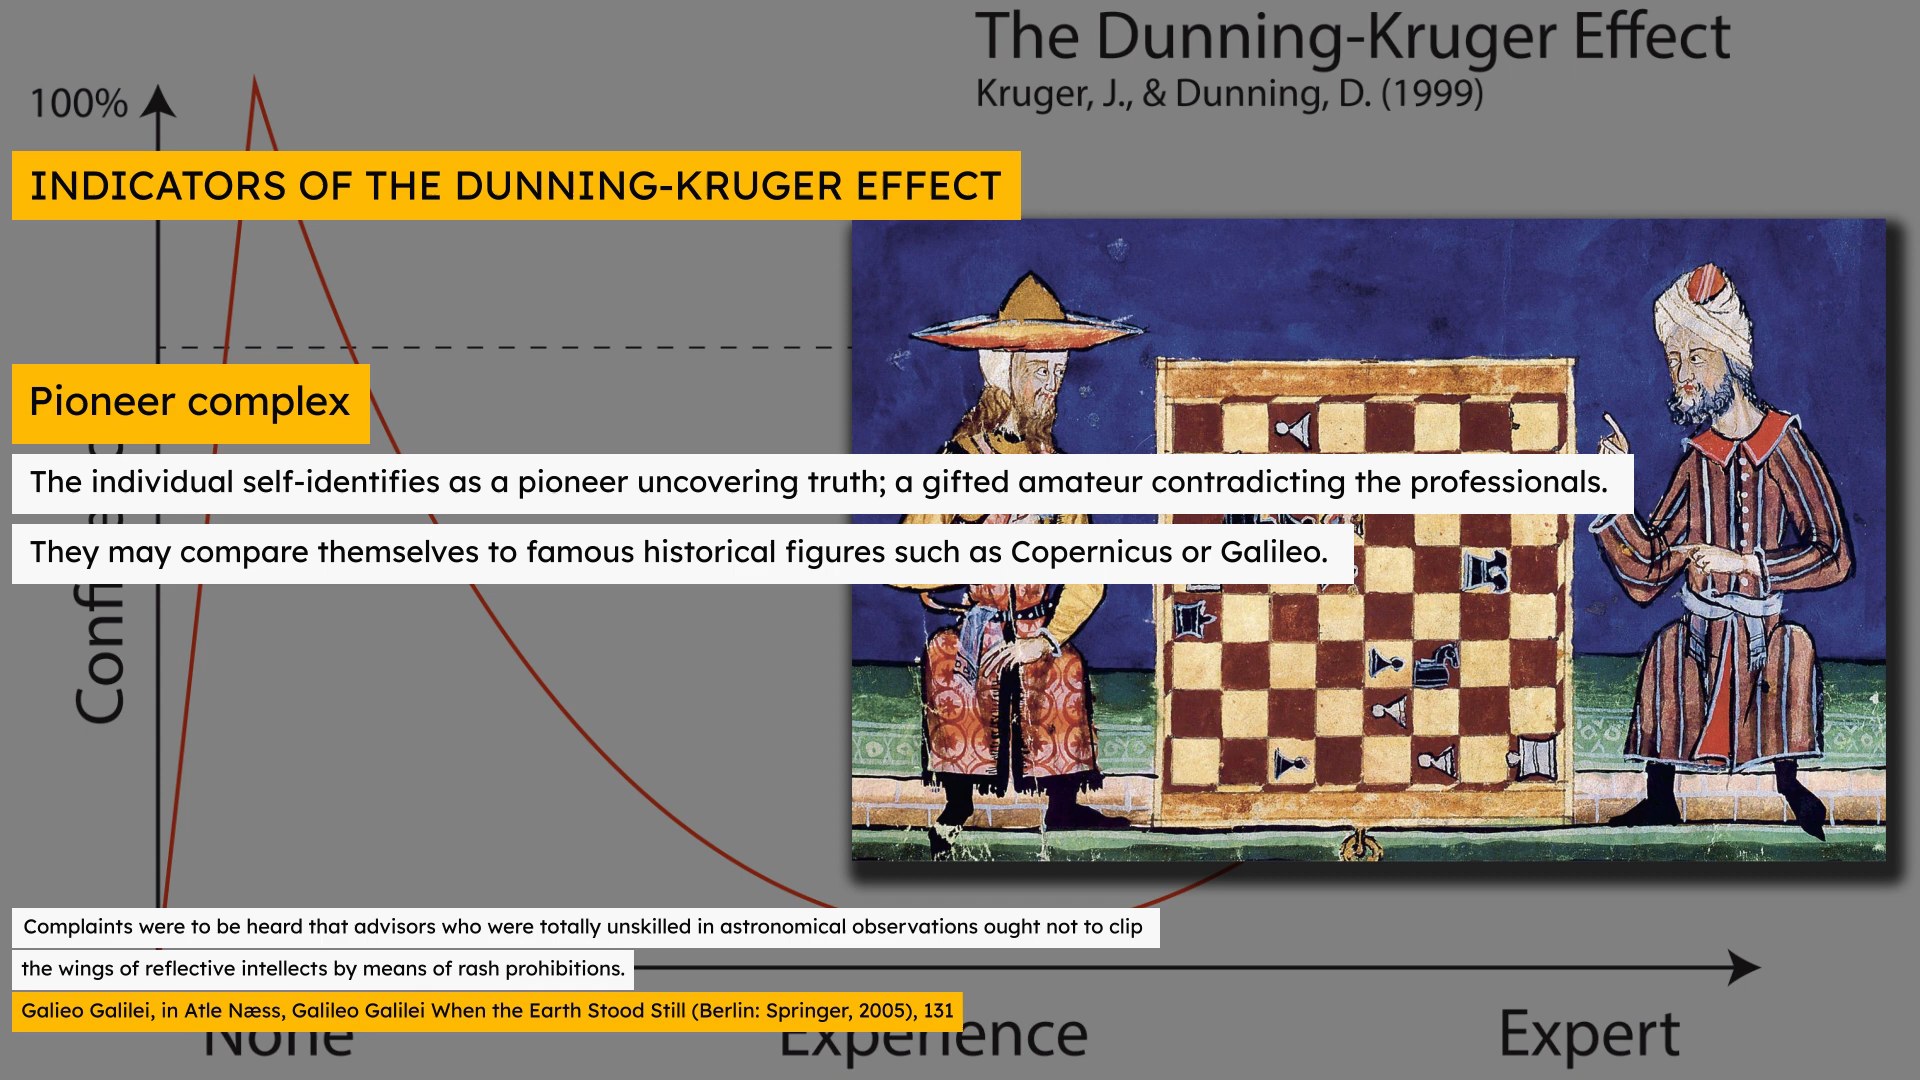 The Dunning-Kruger Effect
Kruger, J., & Dunning, D. (1999)
100%
INDICATORS OF THE DUNNING-KRUGER EFFECT
Pioneer complex
The individual self-identifies as a pioneer uncovering truth; a gifted amateur contradicting the professionals.
They may compare themselves to famous historical figures such as Copernicus or Galileo.
Complaints were to be heard that advisors who were totally unskilled in astronomical observations ought not to clip
the wings of reflective intellects by means of rash prohibitions.
Galieo Galilei, in Atle Næss, Galileo Galilei When the Earth Stood Still (Berlin: Springer, 2005), 131
None
Experience
Expert